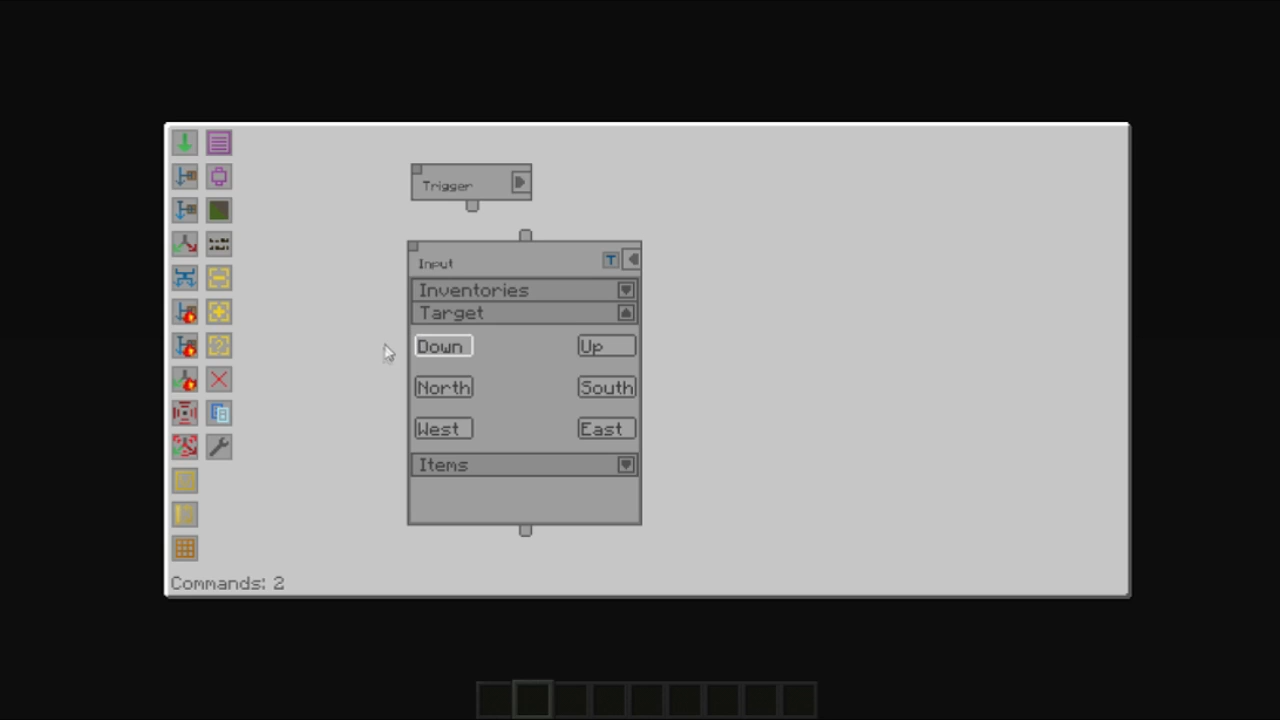 Trigger
Input T
Inventories
Target
Down Up
North South
West East
Items
Commands: 2